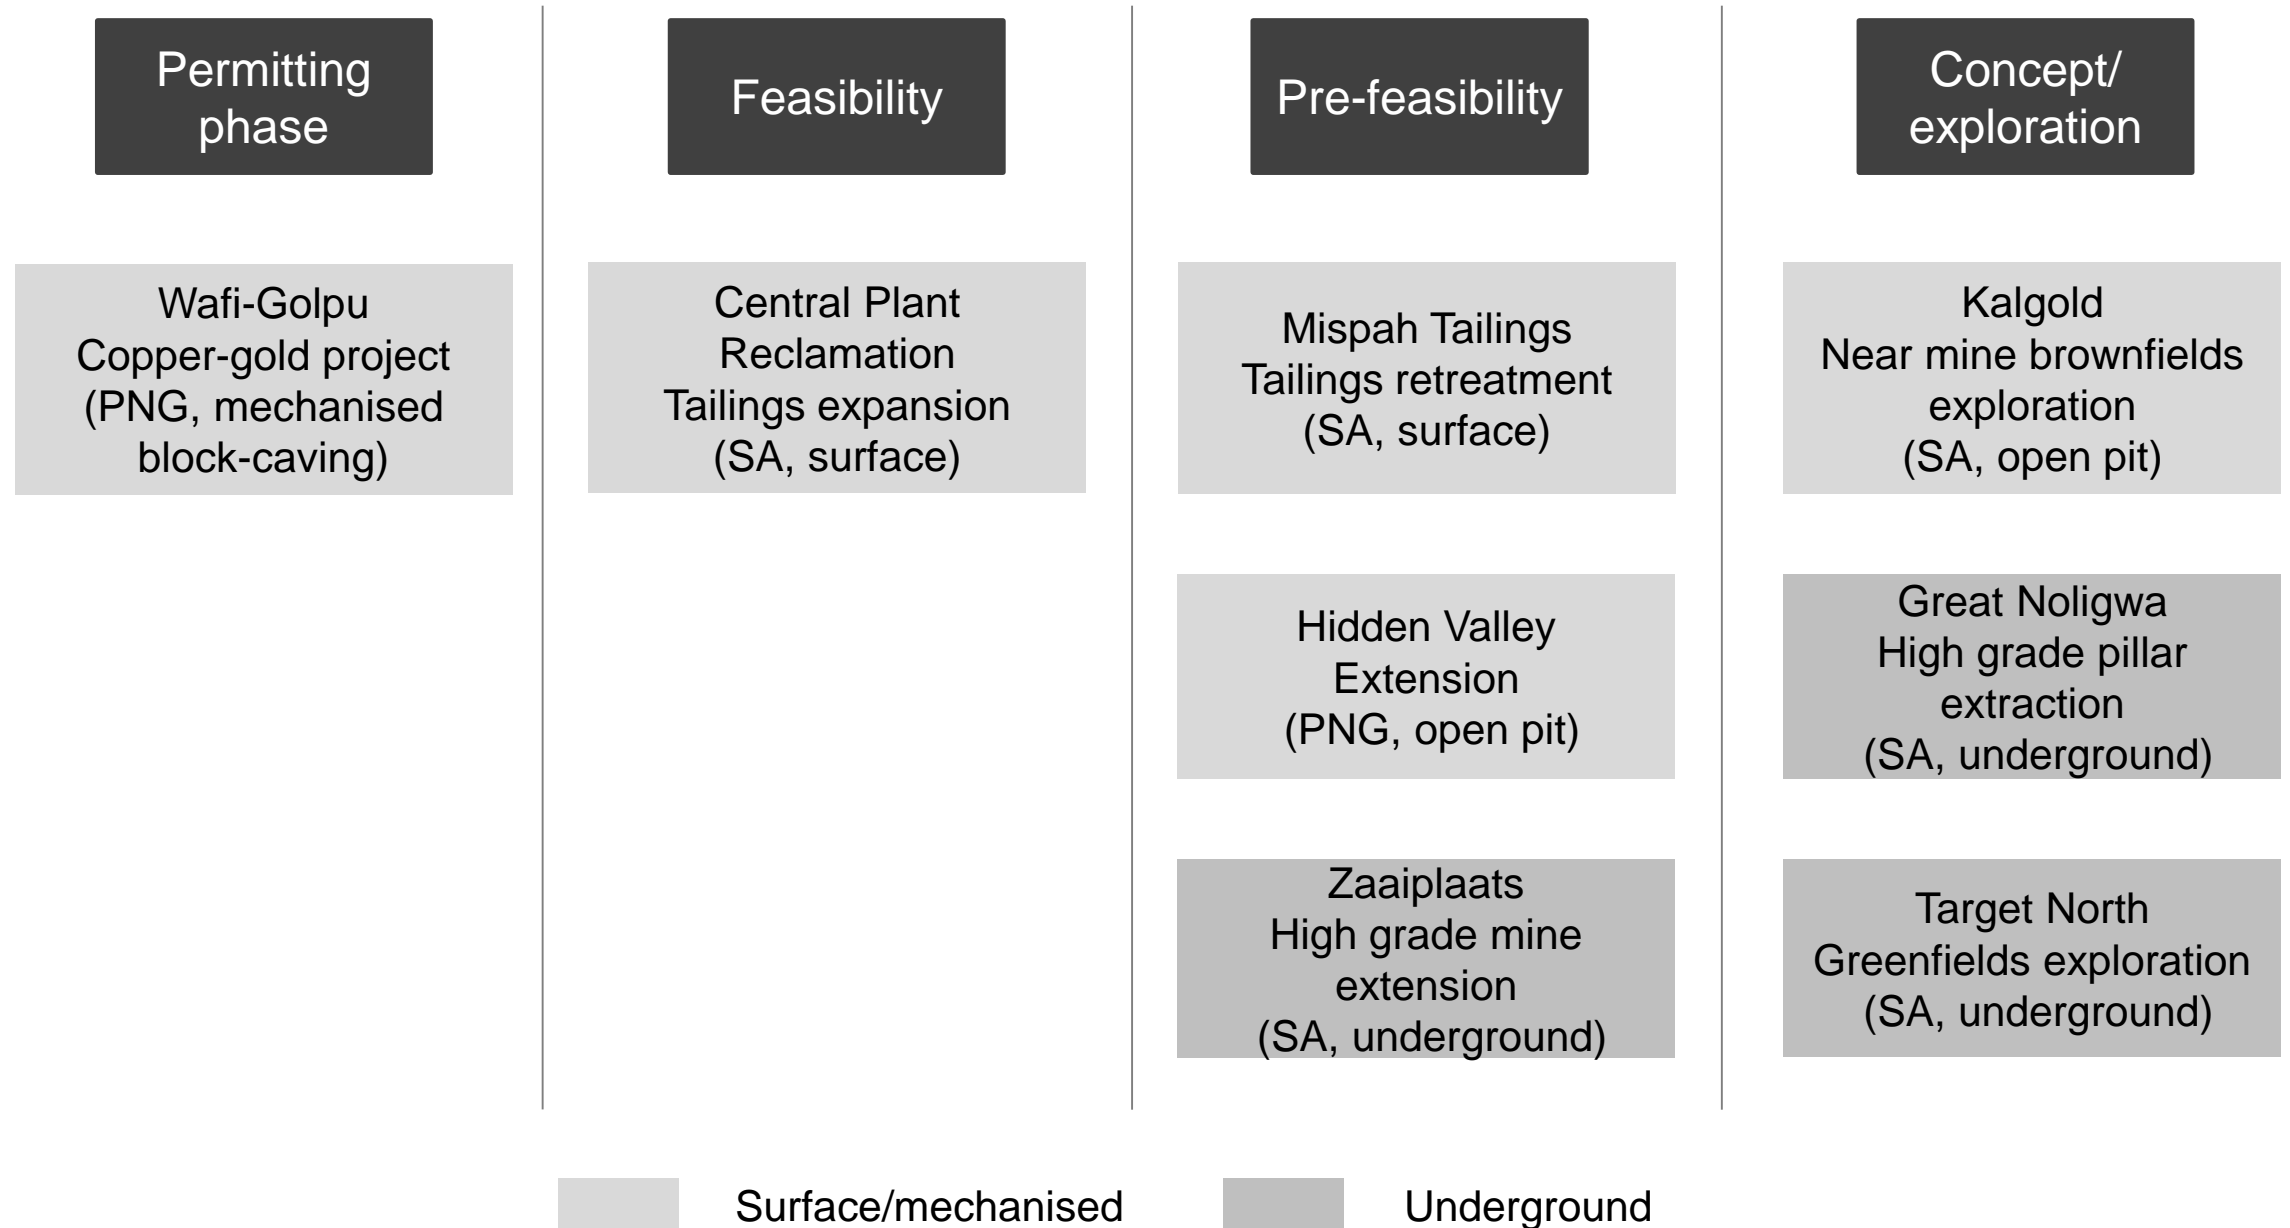 Permitting
phase
Feasibility
Pre-feasibility
Concept/
exploration
Wafi-Golpu
Copper-gold project
(PNG, mechanised
block-caving)
Central Plant
Reclamation
Tailings expansion
(SA, surface)
Mispah Tailings
Tailings retreatment
(SA, surface)
Hidden Valley
Extension
(PNG, open pit)
Zaaiplaats
High grade mine
extension
(SA, underground)
Kalgold
Near mine brownfields
exploration
(SA, open pit)
Great Noligwa
High grade pillar
extraction
(SA, underground)
Target North
Greenfields exploration
(SA, underground)
Surface/mechanised
Underground